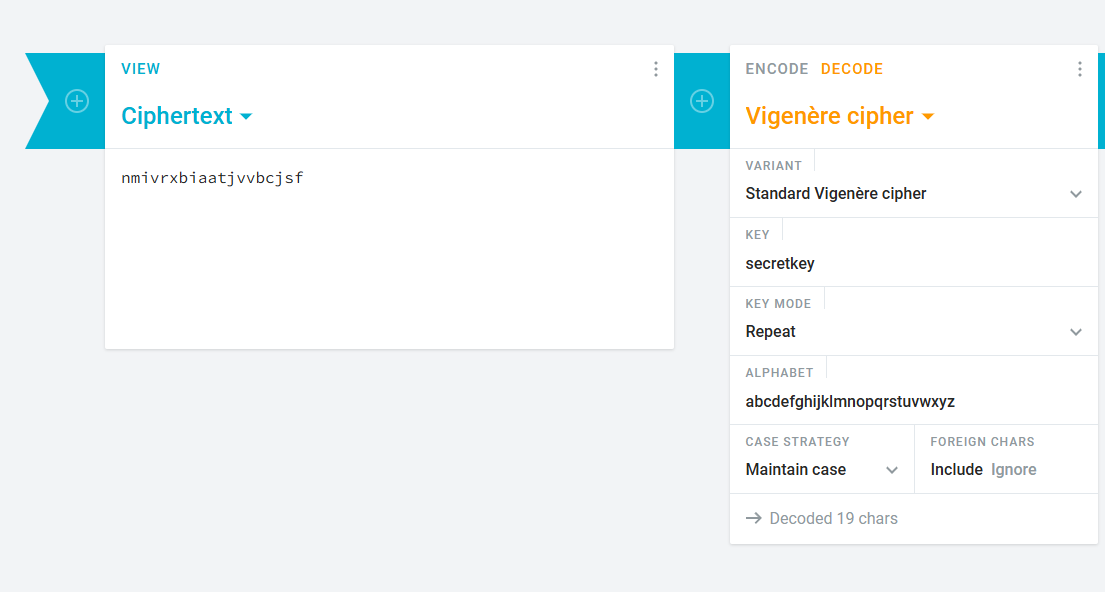 VIEW
Ciphertext
nmivrxbiaatjvvbcjsf
ENCODE DECODE
Vigenère cipher
VARIANT
Standard Vigenère cipher
KEY
secretkey
KEY MODE
Repeat
ALPHABET
abcdefghijklmnopqrstuvwxyz
CASE STRATEGY
Maintain case
FOREIGN CHARS
Include Ignore
→ Decoded 19 chars